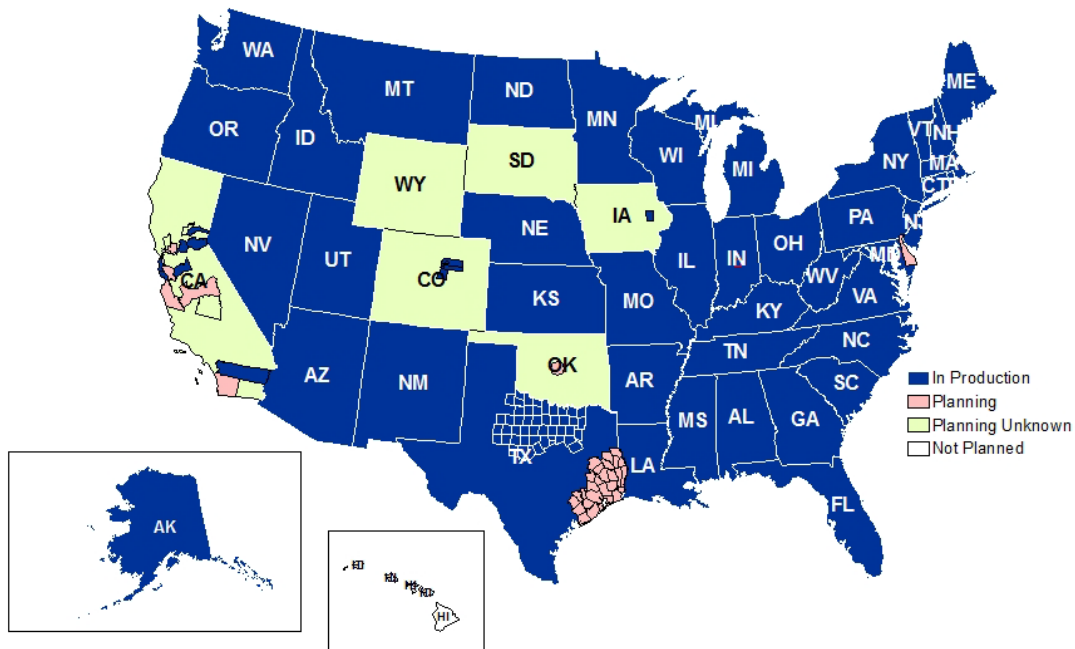 WA
MT
ND
MN
ME
OR
ID
SD
WI
MI
MI
VT
NH
NY
MA
CT
WY
IA
NE
PA
NJ
NV
UT
CO
CA
KS
MO
IL
IN
OH
WV
MD
VA
KY
NC
TN
AZ
NM
OK
AR
SC
MS
AL
GA
TX
LA
FL
In Production
Planning
Planning Unknown
Not Planned
AK
HI